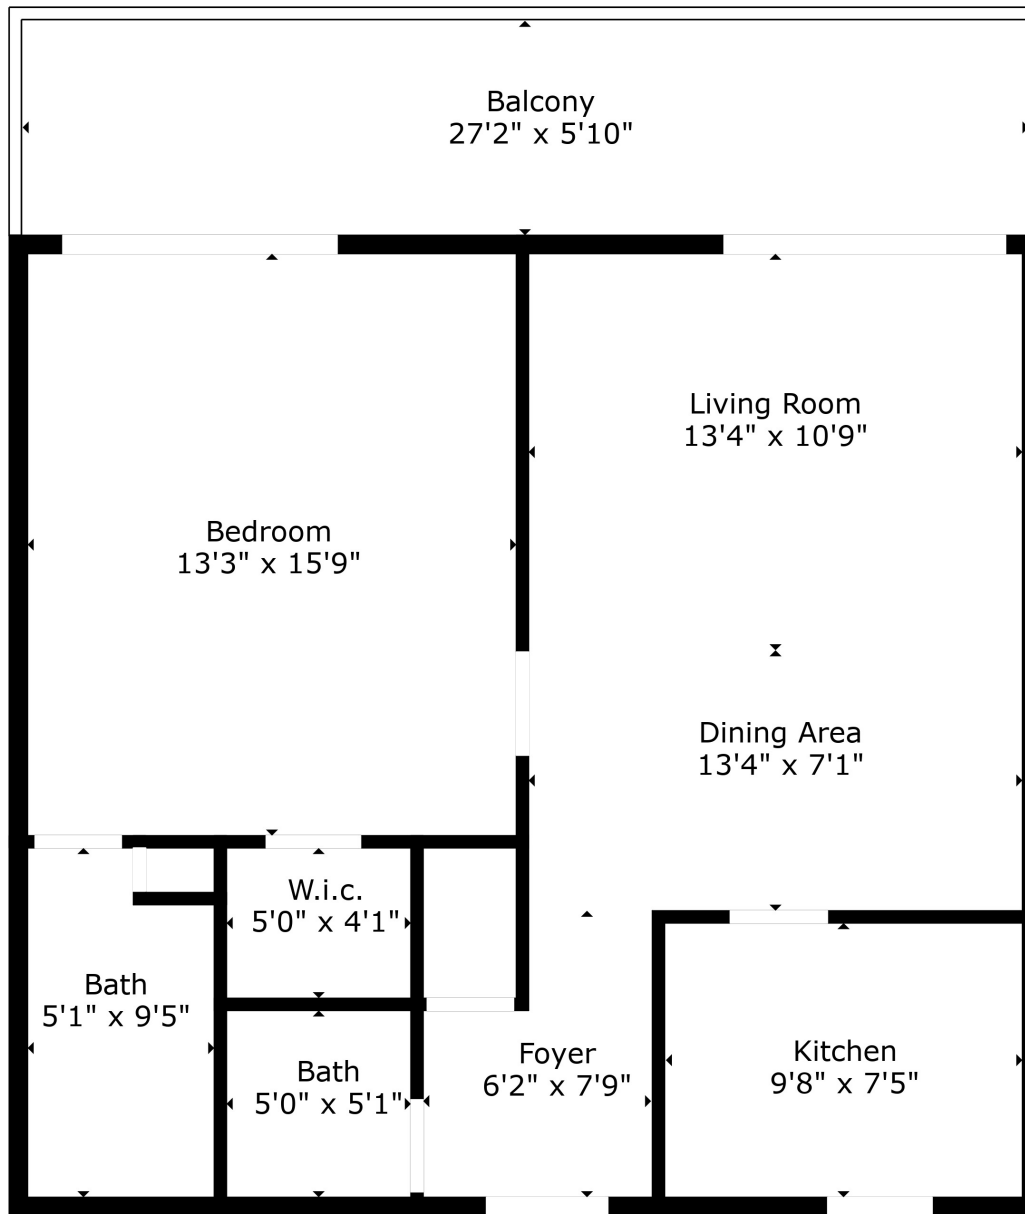 Balcony
27'2" x 5'10"
Living Room
13'4" x 10'9"
Bedroom
13'3" x 15'9"
Dining Area
13'4" x 7'1"
W.i.c.
5'0" x 4'1"
Bath
5'1" x 9'5"
Bath
5'0" x 5'1"
Foyer
6'2" x 7'9"
Kitchen
9'8" x 7'5"